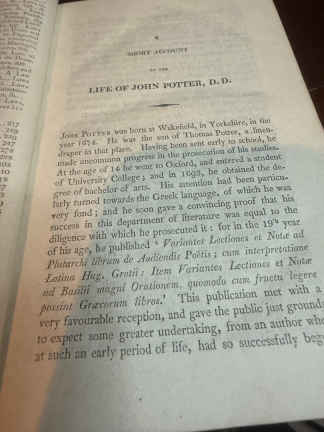 A
SHORT ACCOUNT
OF THE
LIFE OF JOHN POTTER, D. D.
JOHN POTTER was born at Wakefield, in Yorkshire, in the
year 1674. He was the son of Thomas Potter, a linen-
draper in that place. Having been sent early to school, he
made uncommon progress in the prosecution of his studies.
At the age of 14 he went to Oxford, and entered a student
of University College; and in 1692, he obtained the de-
gree of bachelor of arts. His attention had been particu-
larly turned towards the Greek language, of which he was
very fond; and he soon gave a convincing proof that his
success in this department of literature was equal to the
diligence with which he prosecuted it: for in the 19th year
of his age, he published ‘ Variantes Lectiones et Notæ ad
Plutarchi librum de Audiendis Poëtis; cum interpretatione
Latina Hug. Grotii: Item Variantes Lectiones et Notæ
ad Basilii magni Orationem, quomodo cum fructu legere
possint Græcorum libros.’ This publication met with a
very favourable reception, and gave the public just ground
to expect some greater undertaking, from an author who
at such an early period of life, had so successfully beg